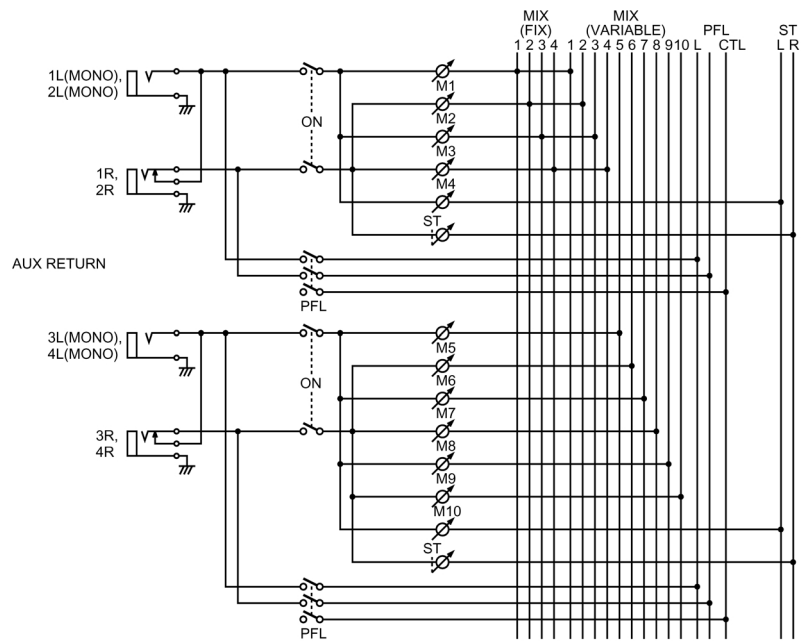 MIX MIX
(FIX) (VARIABLE) PFL ST
1 2 3 4 1 2 3 4 5 6 7 8 9 10 L CTL L R
1L(MONO),
2L(MONO)
M1
M2
ON
M3
1R,
2R
M4
ST
AUX RETURN
PFL
3L(MONO),
4L(MONO)
M5
M6
ON
M7
3R,
4R
M8
M9
M10
ST
PFL